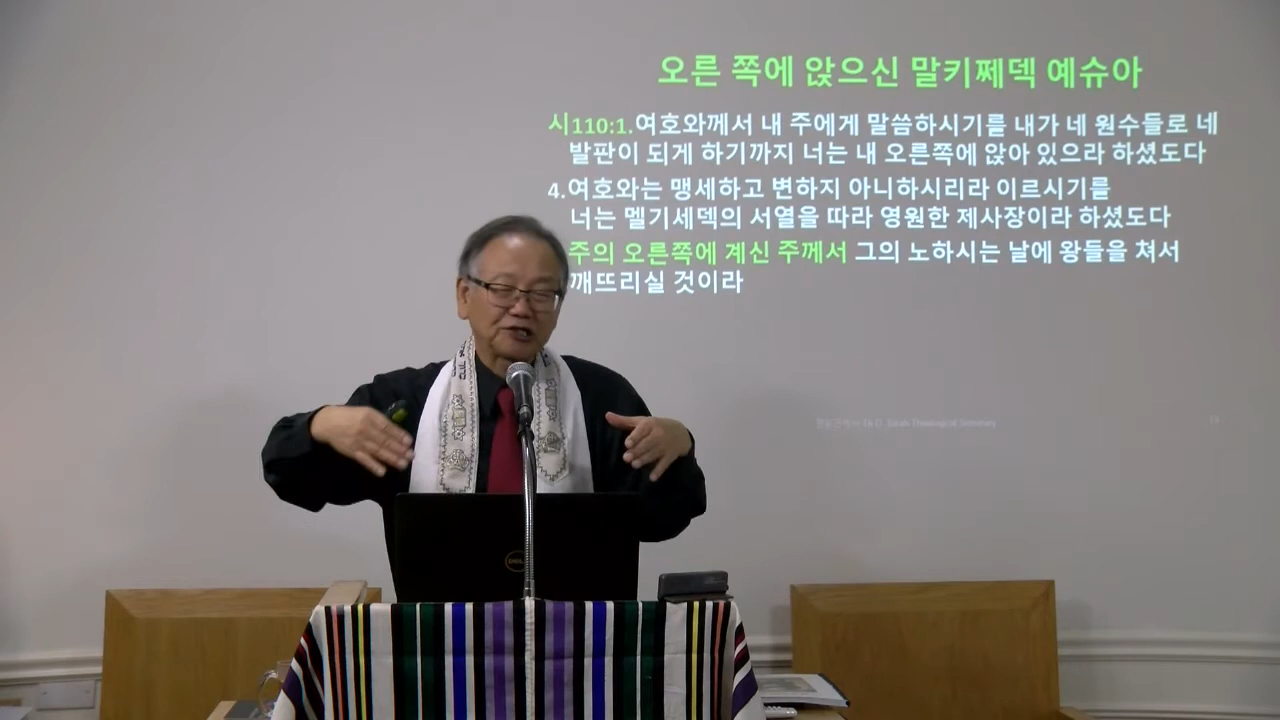 오른 쪽에 앉으신 말키쩨덱 예슈아
시110:1.여호와께서 내 주에게 말씀하시기를 내가 네 원수들로 네
발판이 되게 하기까지 너는 내 오른쪽에 앉아 있으라 하셨도다
4.여호와는 맹세하고 변하지 아니하시리라 이르시기를
너는 멜기세덱의 서열을 따라 영원한 제사장이라 하셨도다
주의 오른쪽에 계신 주께서 그의 노하시는 날에 왕들을 쳐서
깨뜨리실 것이라
Torah Theological Seminary
DELL